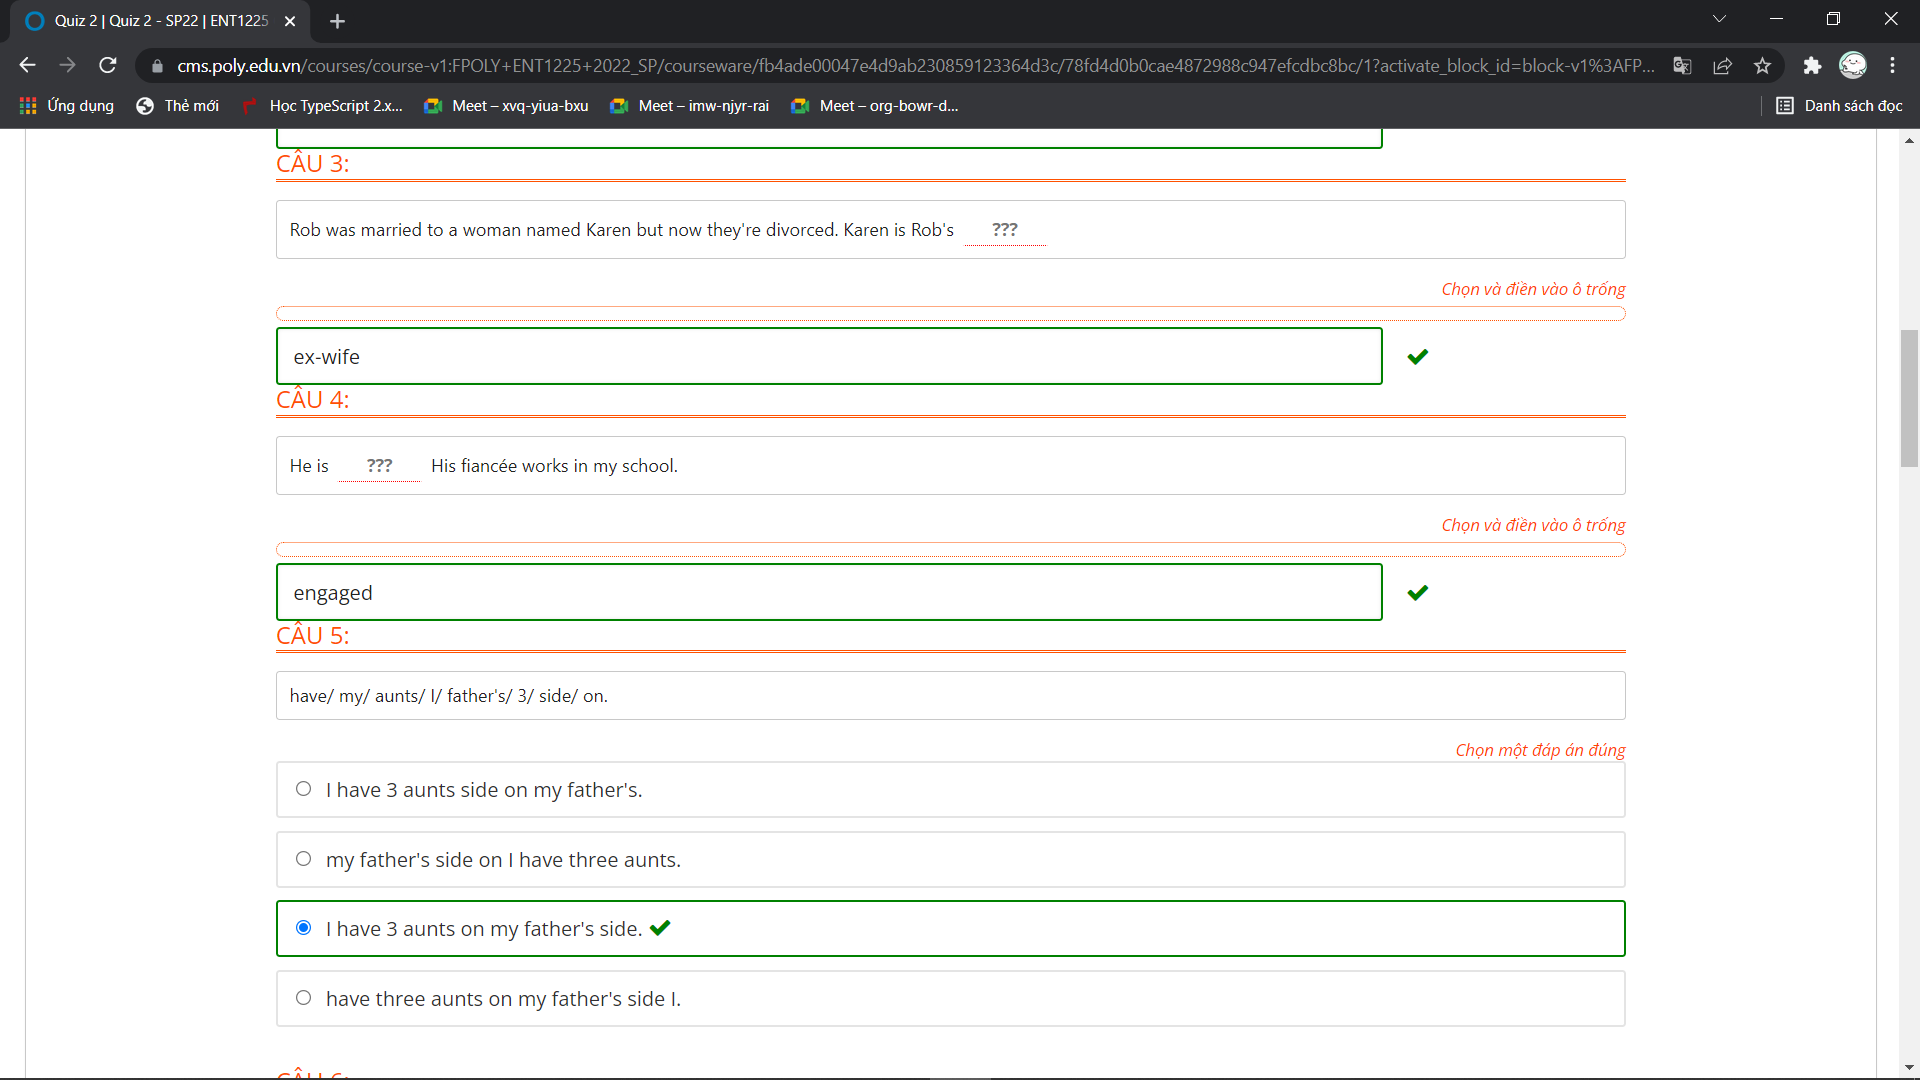 Quiz 2 | Quiz 2 - SP22 | ENT1225
cms.poly.edu.vn/courses/course-v1:FPOLY+ENT1225+2022_SP/courseware/fb4ade00047e4d9ab230859123364d3c/78fd4d0b0cae4872988c947efcdbc8bc/1?activate_block_id=block-v1%3AFP...
Ứng dụng Thẻ mới Học TypeScript 2.x... Meet – xvq-yiua-bxu Meet – imw-njyr-rai Meet – org-bowr-d... Danh sách đọc
CÂU 3:
Rob was married to a woman named Karen but now they're divorced. Karen is Rob's ???
Chọn và điền vào ô trống
ex-wife
CÂU 4:
He is ??? His fiancée works in my school.
Chọn và điền vào ô trống
engaged
CÂU 5:
have/ my/ aunts/ I/ father's/ 3/ side/ on.
Chọn một đáp án đúng
I have 3 aunts side on my father's.
my father's side on I have three aunts.
I have 3 aunts on my father's side.
have three aunts on my father's side I.